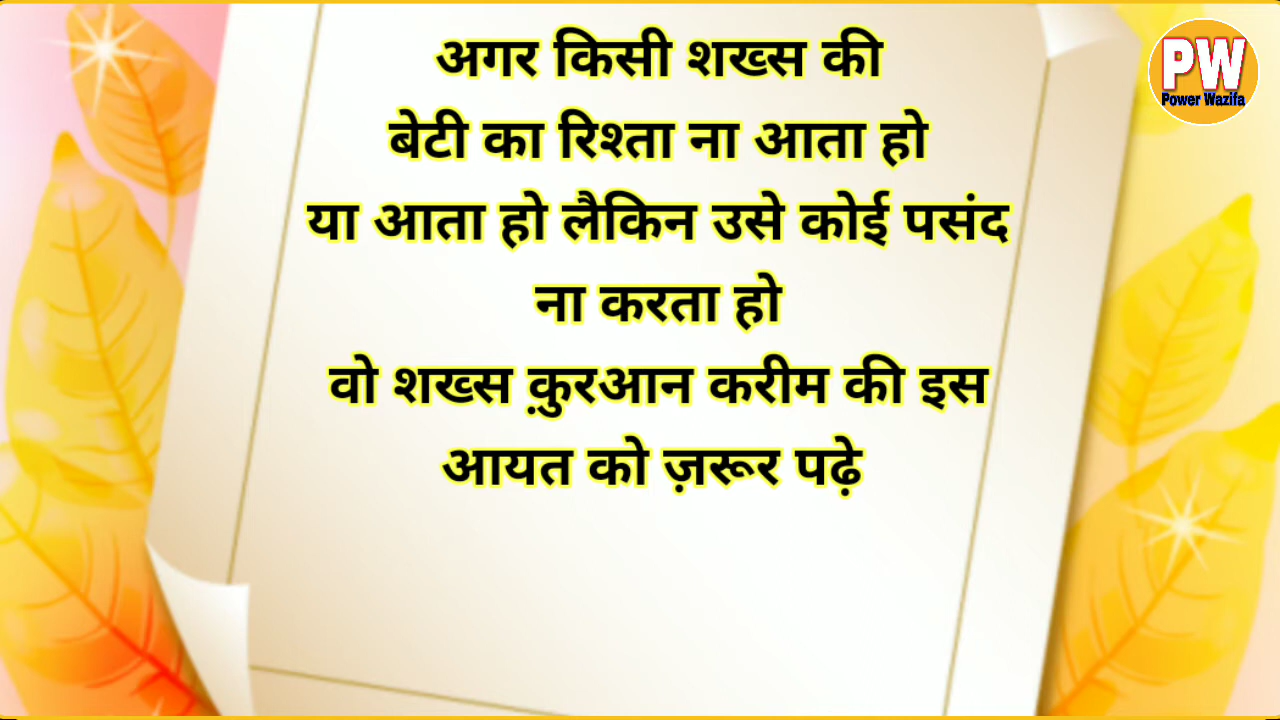 अगर किसी शख्स की
बेटी का रिश्ता ना आता हो
या आता हो लैकिन उसे कोई पसंद
ना करता हो
वो शख्स क़ुरआन करीम की इस
आयत को ज़रूर पढ़े
PW
Power Wazifa